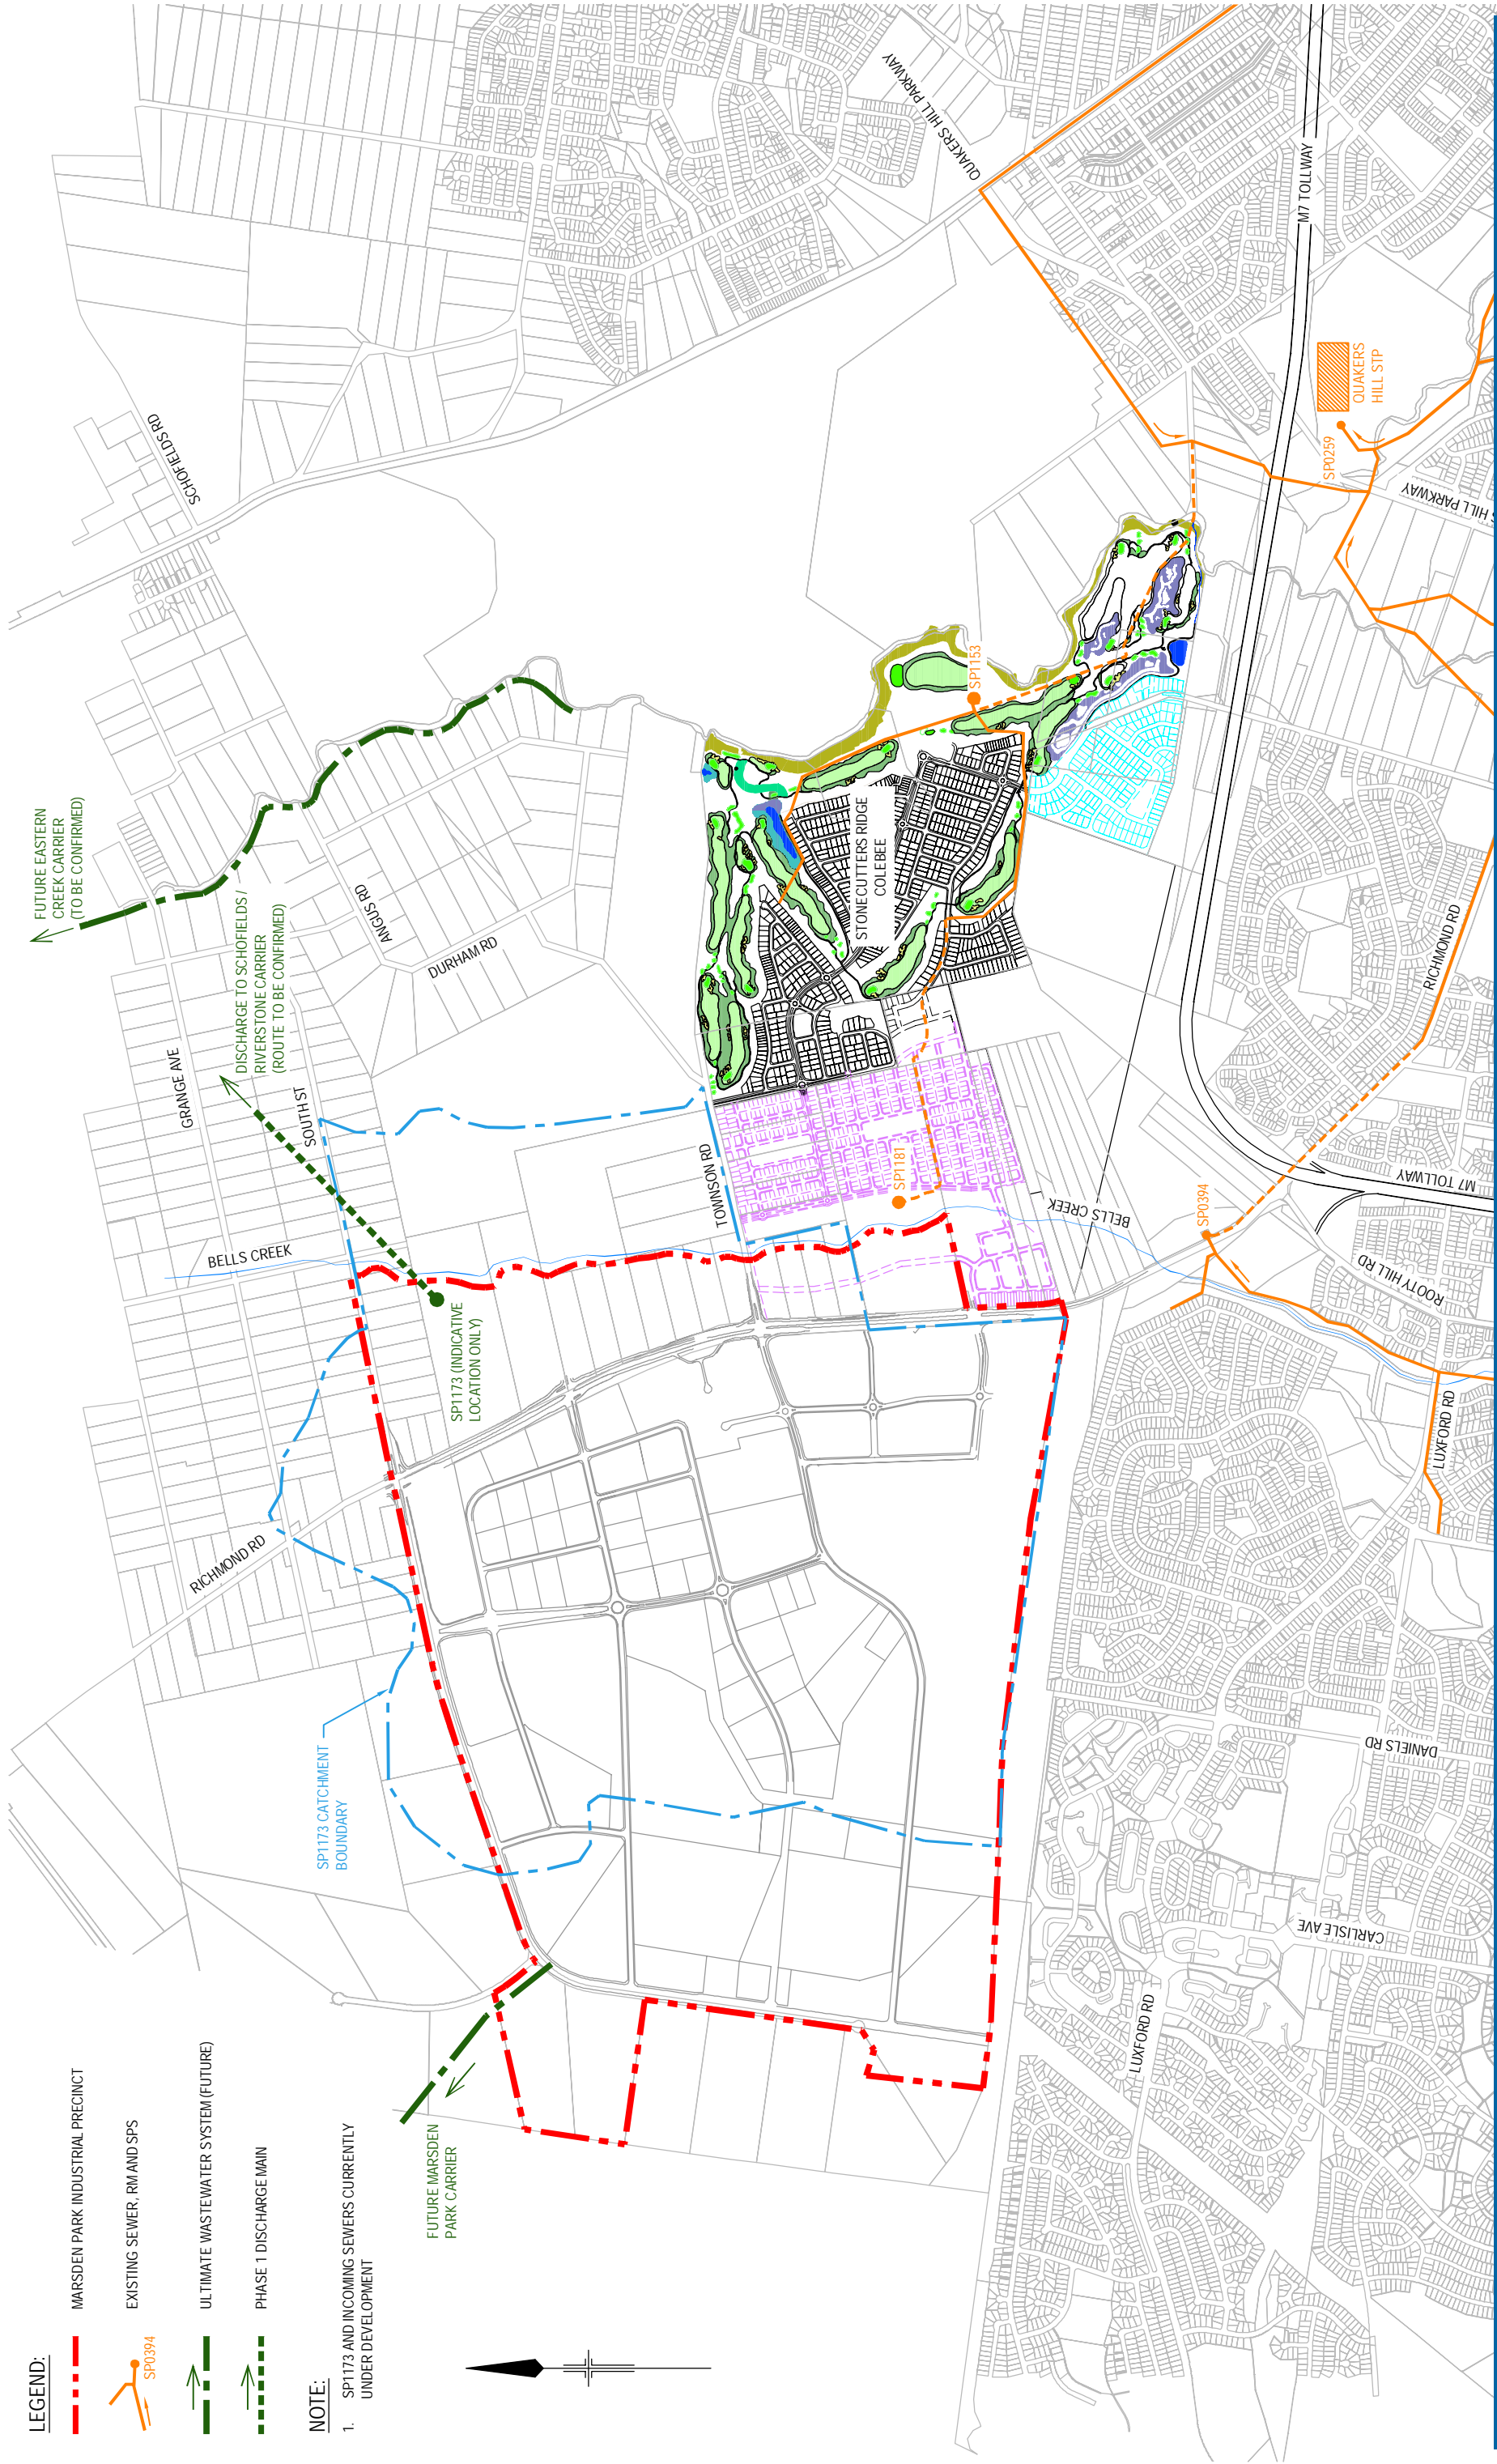 LEGEND:
MARSDEN PARK INDUSTRIAL PRECINCT
EXISTING SEWER, RM AND SPS
SP0394
ULTIMATE WASTEWATER SYSTEM (FUTURE)
PHASE 1 DISCHARGE MAIN
NOTE:
1. SP1173 AND INCOMING SEWERS CURRENTLY
UNDER DEVELOPMENT
FUTURE MARSDEN
PARK CARRIER
SP1173 CATCHMENT
BOUNDARY
RICHMOND RD
SP1173 (INDICATIVE
LOCATION ONLY)
BELLS CREEK
GRANGE AVE
SOUTH ST
DISCHARGE TO SCHOFIELDS /
RIVERSTONE CARRIER
(ROUTE TO BE CONFIRMED)
FUTURE EASTERN
CREEK CARRIER
(TO BE CONFIRMED)
ANGUS RD
DURHAM RD
SCHOFIELDS RD
TOWNSON RD
STONECUTTERS RIDGE
COLEBEE
SP1181
SP1153
BELLS CREEK
SP0394
M7 TOLLWAY
ROOTY HILL RD
RICHMOND RD
LUXFORD RD
DANIELS RD
CARLISLE AVE
LUXFORD RD
QUAKERS HILL PARKWAY
M7 TOLLWAY
QUAKERS
HILL STP
SP0259
S HILL PARKWAY